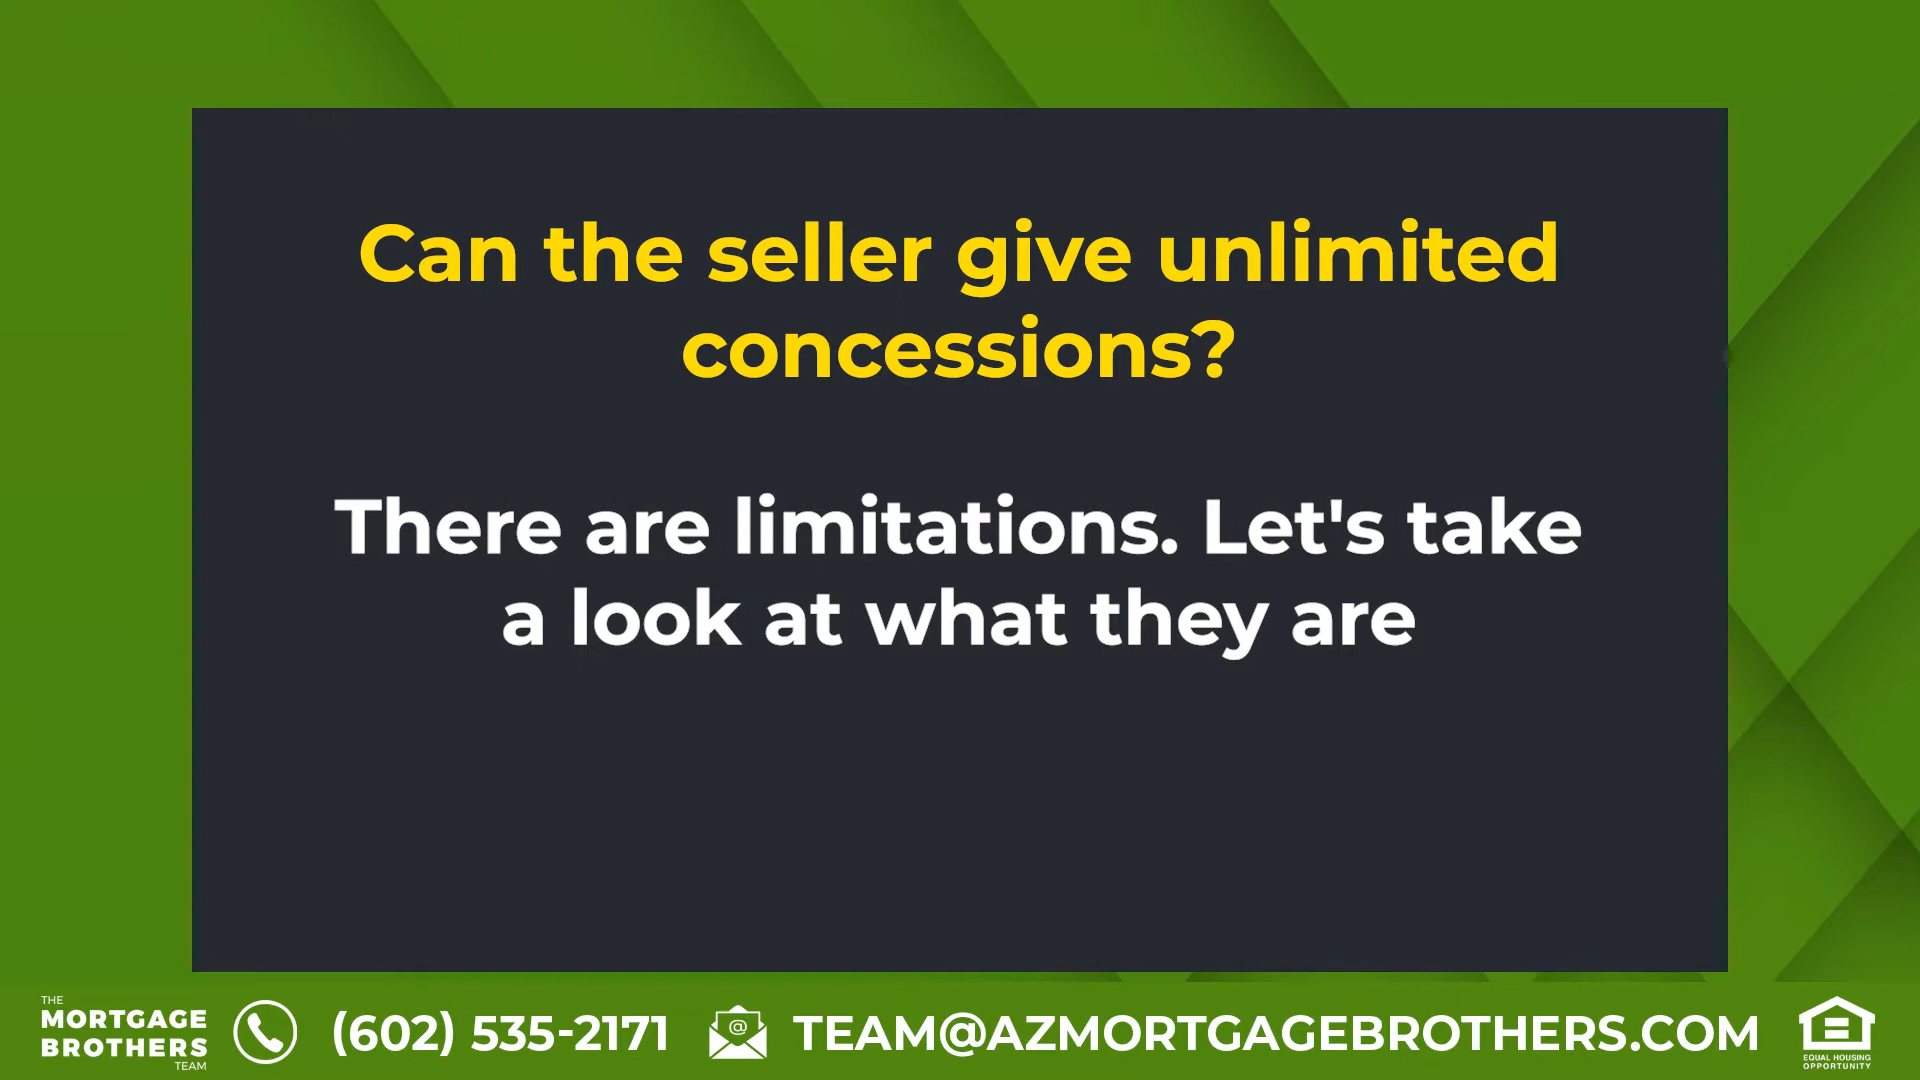 Can the seller give unlimited
concessions?
There are limitations. Let's take
a look at what they are
THE
MORTGAGE
BROTHERS
TEAM
(602) 535-2171
@
TEAM@AZMORTGAGEBROTHERS.COM
EQUAL HOUSING
OPPORTUNITY